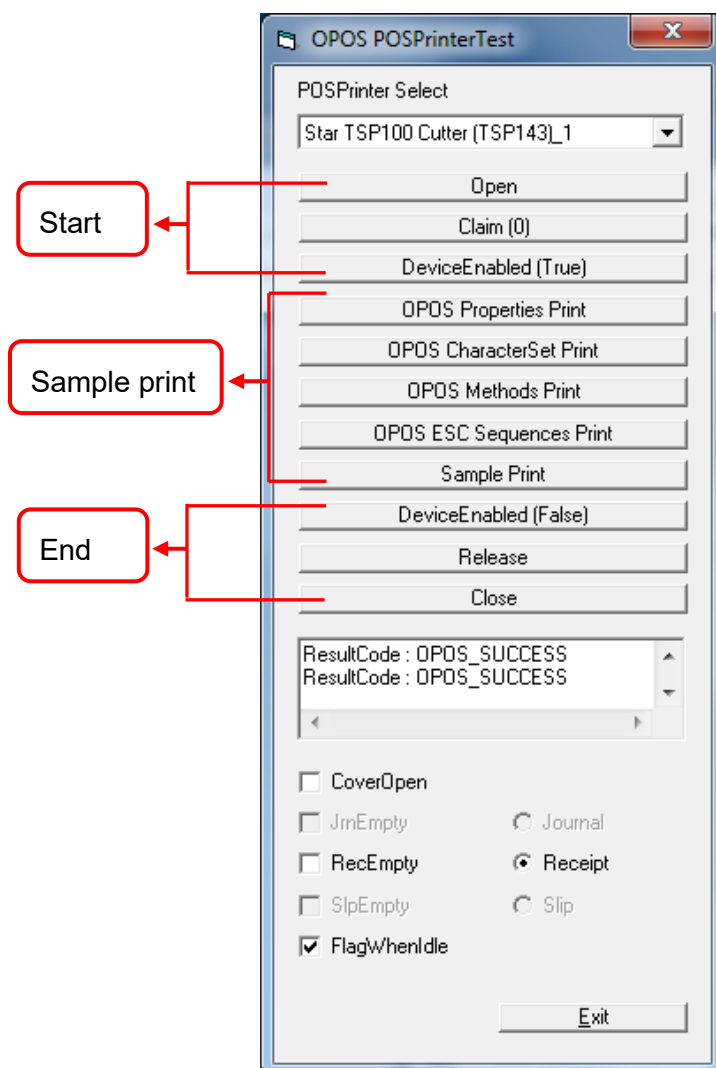 OPOS POSPrinterTest
POSPrinter Select
Star TSP100 Cutter (TSP143)_1
Open
Start
Claim (0)
DeviceEnabled (True)
OPOS Properties Print
OPOS CharacterSet Print
Sample print
OPOS Methods Print
OPOS ESC Sequences Print
Sample Print
DeviceEnabled (False)
End
Release
Close
ResultCode : OPOS_SUCCESS
ResultCode : OPOS_SUCCESS
CoverOpen
JrnEmpty Journal
RecEmpty Receipt
SlpEmpty Slip
FlagWhenIdle
Exit